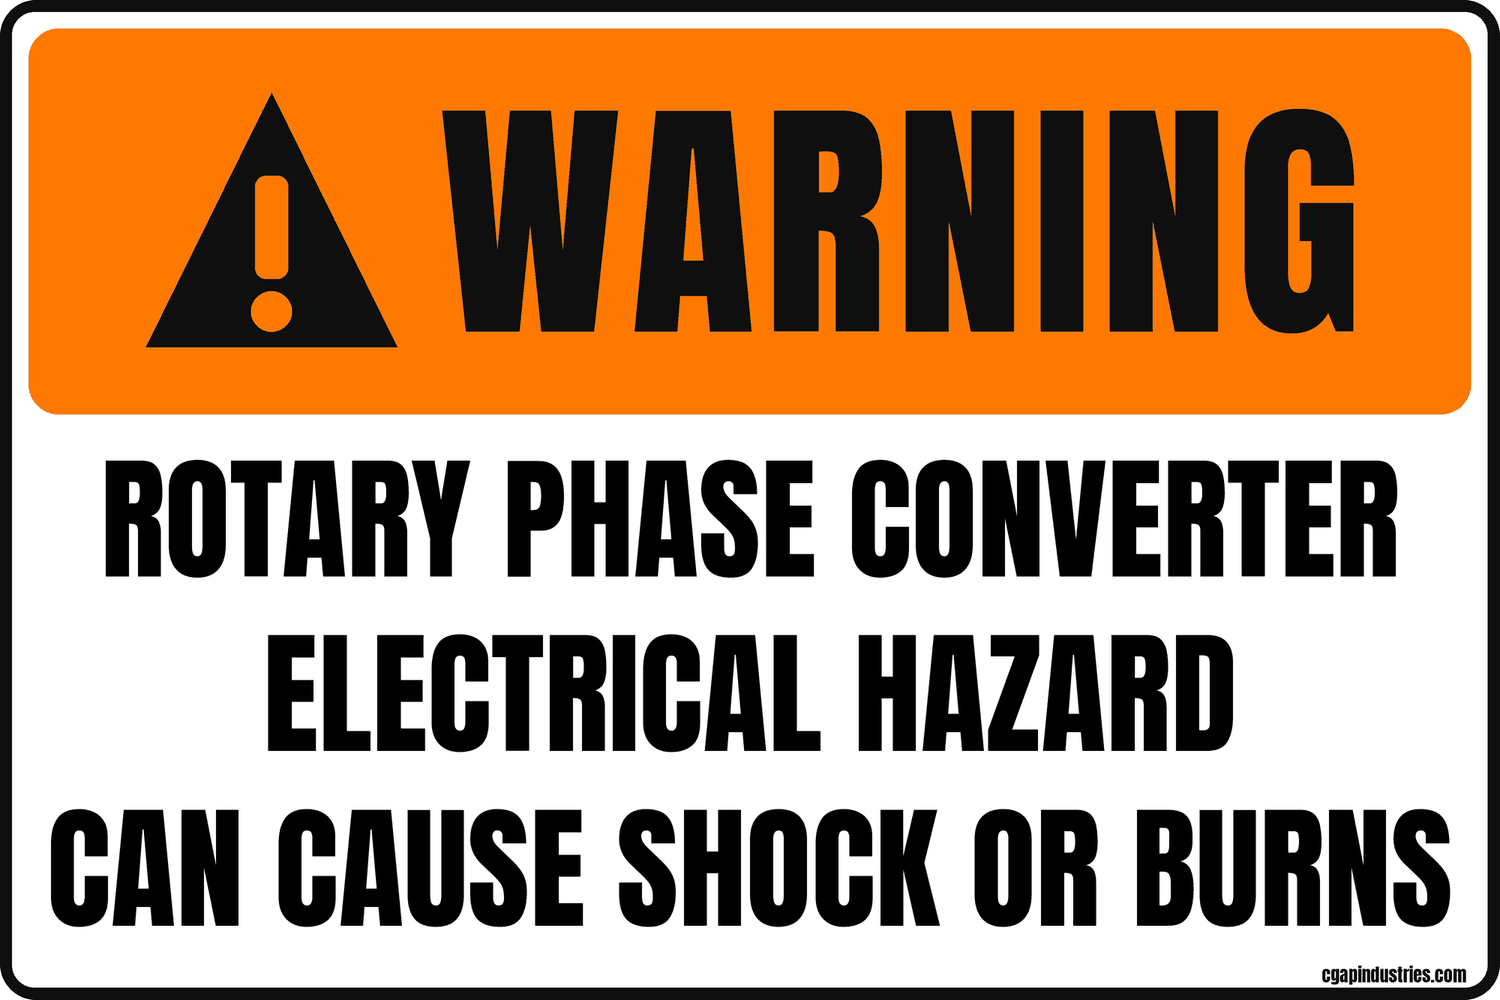 WARNING
ROTARY PHASE CONVERTER
ELECTRICAL HAZARD
CAN CAUSE SHOCK OR BURNS
cgapindustries.com